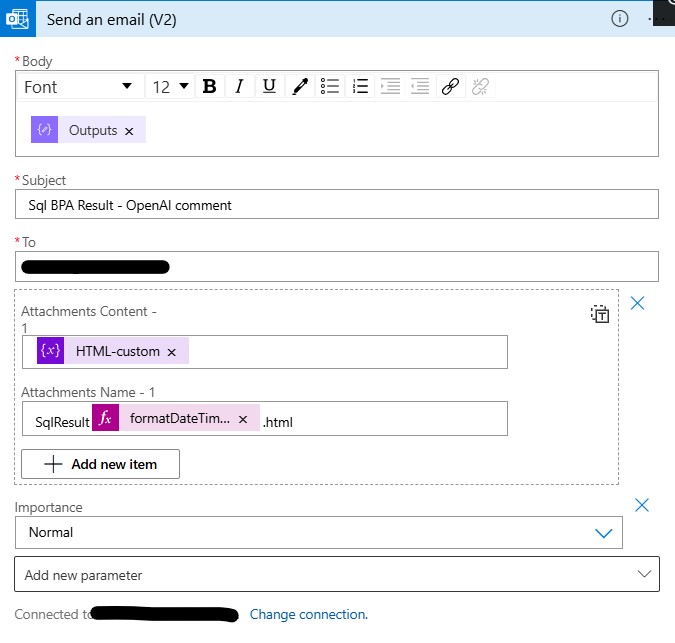 Send an email (V2)
* Body
Font 12 B I U
Outputs ×
* Subject
Sql BPA Result - OpenAI comment
* To
Attachments Content -
1
{x} HTML-custom ×
Attachments Name - 1
SqlResult fx formatDateTim... × .html
+ Add new item
Importance
Normal
Add new parameter
Connected to Change connection.